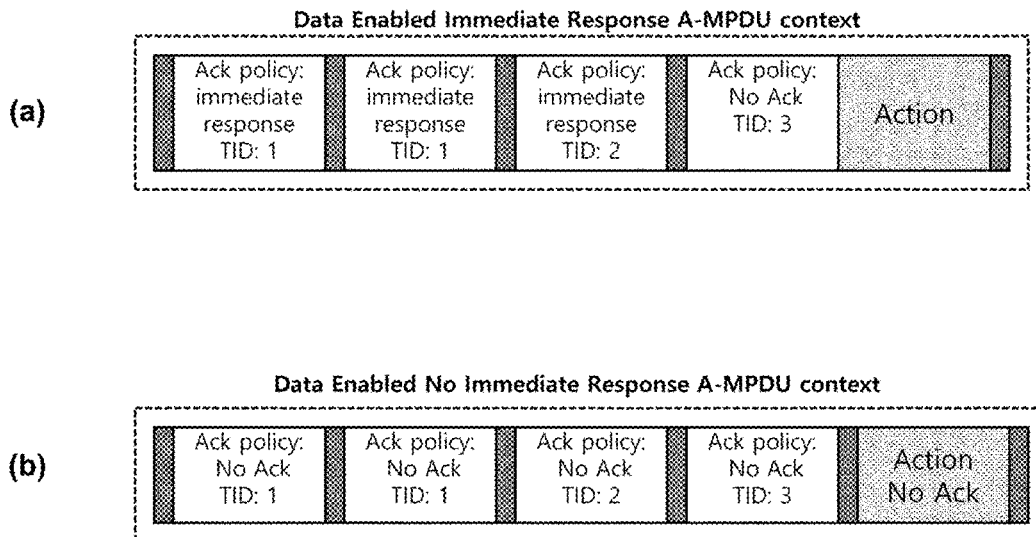 Data Enabled Immediate Response A-MPDU context
(a)
Ack policy:
immediate
response
TID: 1
Ack policy:
immediate
response
TID: 1
Ack policy:
immediate
response
TID: 2
Ack policy:
No Ack
TID: 3
Action
Data Enabled No Immediate Response A-MPDU context
(b)
Ack policy:
No Ack
TID: 1
Ack policy:
No Ack
TID: 1
Ack policy:
No Ack
TID: 2
Ack policy:
No Ack
TID: 3
Action
No Ack